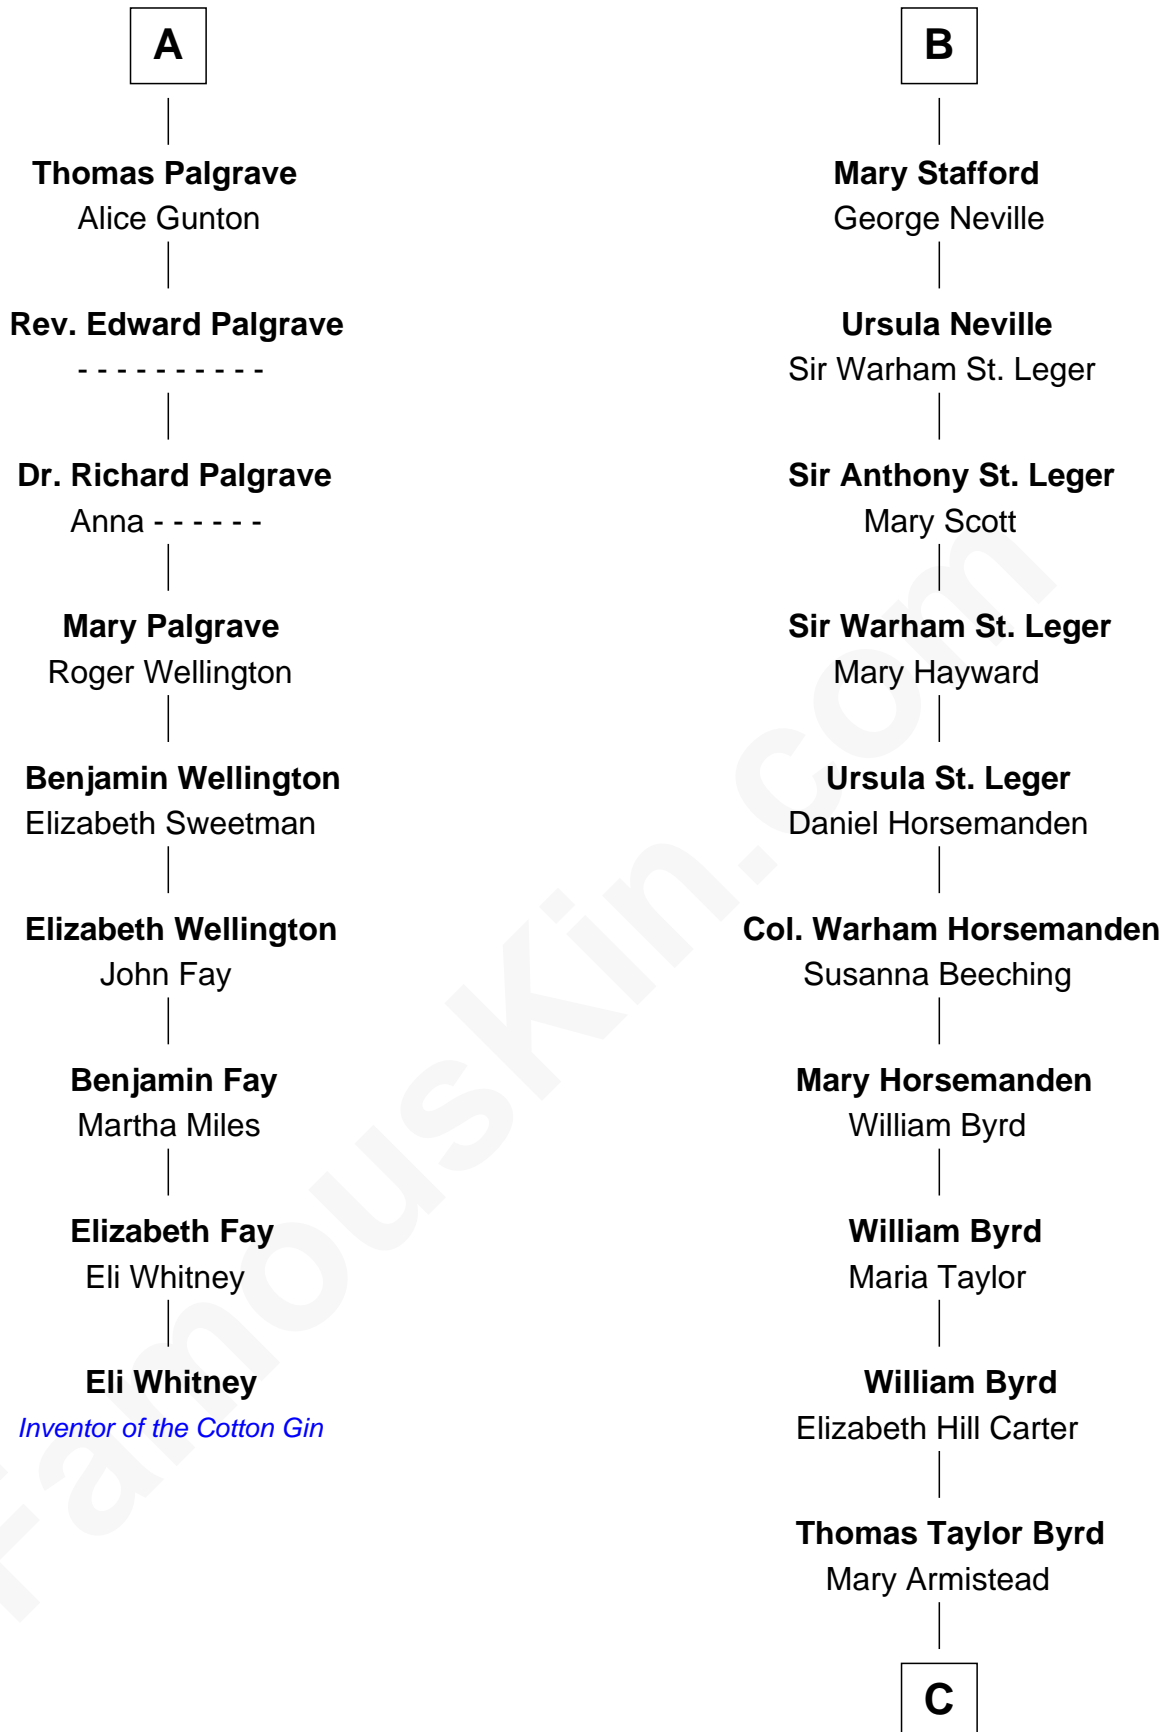 A
Thomas Palgrave
Alice Gunton
Rev. Edward Palgrave
- - - - - - - - - -
Dr. Richard Palgrave
Anna - - - - - -
Mary Palgrave
Roger Wellington
Benjamin Wellington
Elizabeth Sweetman
Elizabeth Wellington
John Fay
Benjamin Fay
Martha Miles
Elizabeth Fay
Eli Whitney
Eli Whitney
Inventor of the Cotton Gin
B
Mary Stafford
George Neville
Ursula Neville
Sir Warham St. Leger
Sir Anthony St. Leger
Mary Scott
Sir Warham St. Leger
Mary Hayward
Ursula St. Leger
Daniel Horsemanden
Col. Warham Horsemanden
Susanna Beeching
Mary Horsemanden
William Byrd
William Byrd
Maria Taylor
William Byrd
Elizabeth Hill Carter
Thomas Taylor Byrd
Mary Armistead
C
FamousKin.com